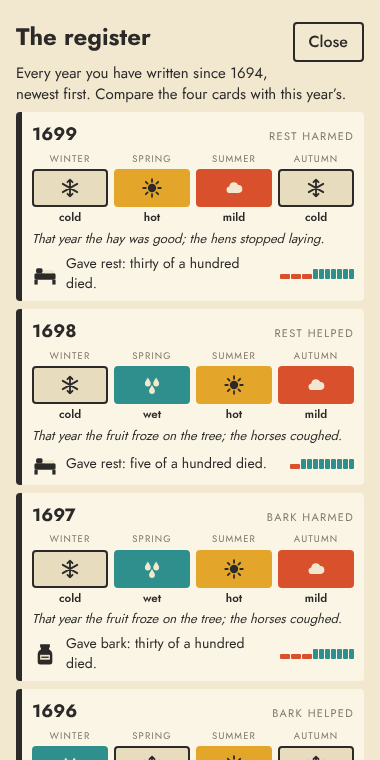 The register
Close
Every year you have written since 1694,
newest first. Compare the four cards with this year's.
1699
REST HARMED
WINTER SPRING SUMMER AUTUMN
cold hot mild cold
That year the hay was good; the hens stopped laying.
Gave rest: thirty of a hundred
died.
1698
REST HELPED
WINTER SPRING SUMMER AUTUMN
cold wet hot mild
That year the fruit froze on the tree; the horses coughed.
Gave rest: five of a hundred died.
1697
BARK HARMED
WINTER SPRING SUMMER AUTUMN
cold wet hot mild
That year the fruit froze on the tree; the horses coughed.
Gave bark: thirty of a hundred
died.
1696
BARK HELPED
WINTER SPRING SUMMER AUTUMN